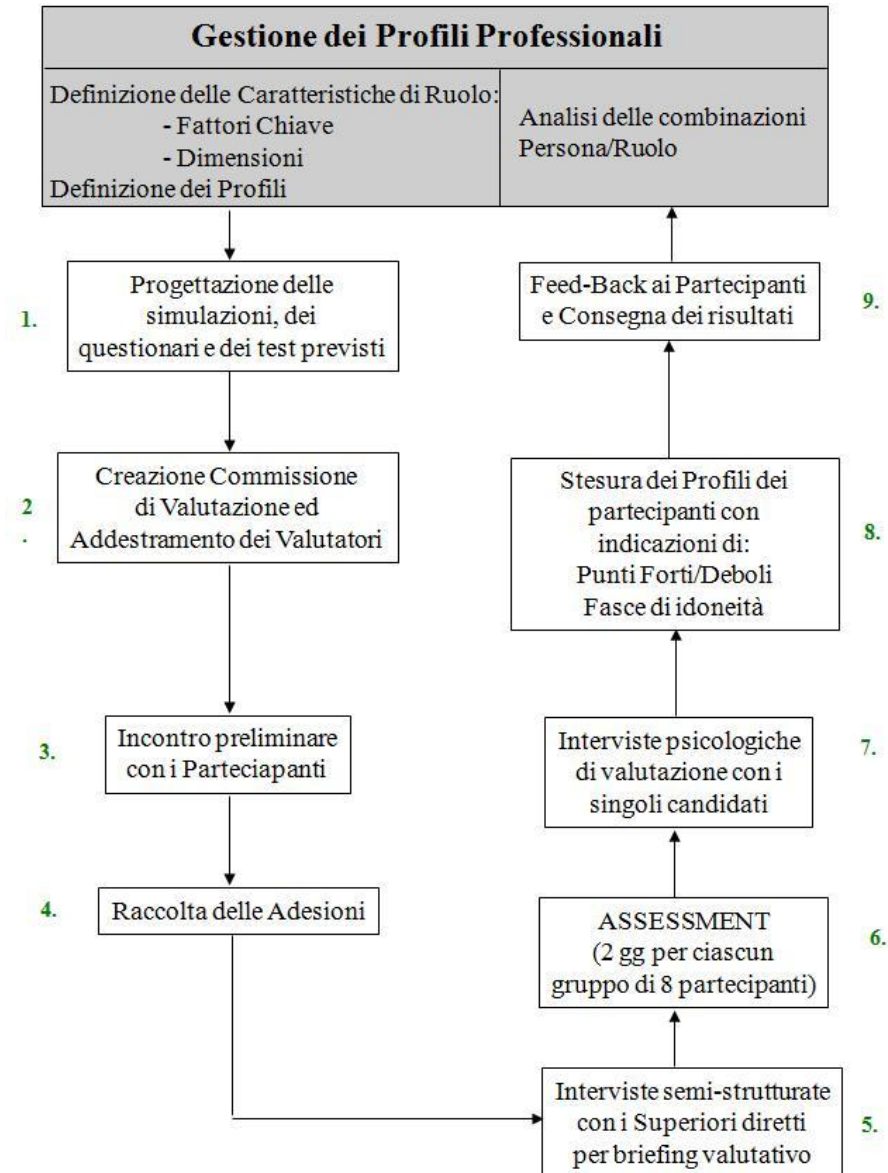 Gestione dei Profili Professionali
Definizione delle Caratteristiche di Ruolo:
- Fattori Chiave
- Dimensioni
Definizione dei Profili
Analisi delle combinazioni
Persona/Ruolo
1.
Progettazione delle
simulazioni, dei
questionari e dei test previsti
2
.
Creazione Commissione
di Valutazione ed
Addestramento dei Valutatori
3.
Incontro preliminare
con i Parteciapanti
4.
Raccolta delle Adesioni
Interviste semi-strutturate
con i Superiori diretti
per briefing valutativo
5.
ASSESSMENT
(2 gg per ciascun
gruppo di 8 partecipanti)
6.
Interviste psicologiche
di valutazione con i
singoli candidati
7.
Stesura dei Profili dei
partecipanti con
indicazioni di:
Punti Forti/Deboli
Fasce di idoneità
8.
Feed-Back ai Partecipanti
e Consegna dei risultati
9.